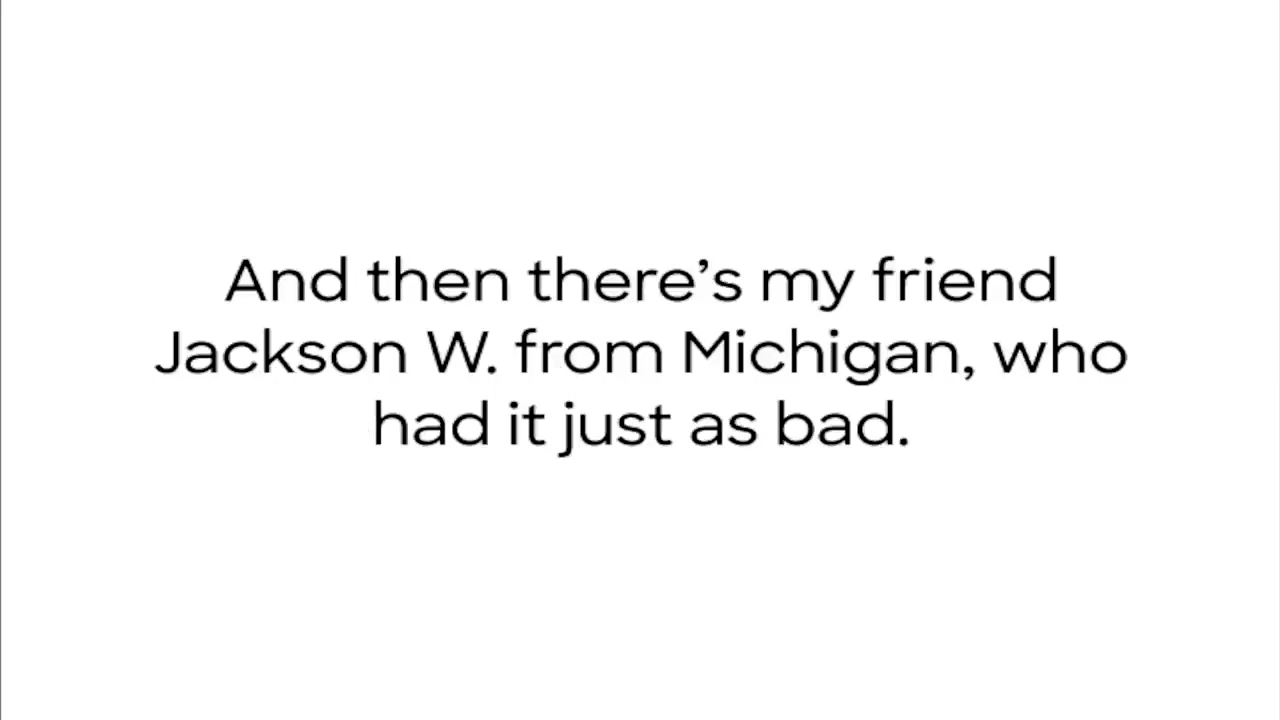 And then there’s my friend
Jackson W. from Michigan, who
had it just as bad.